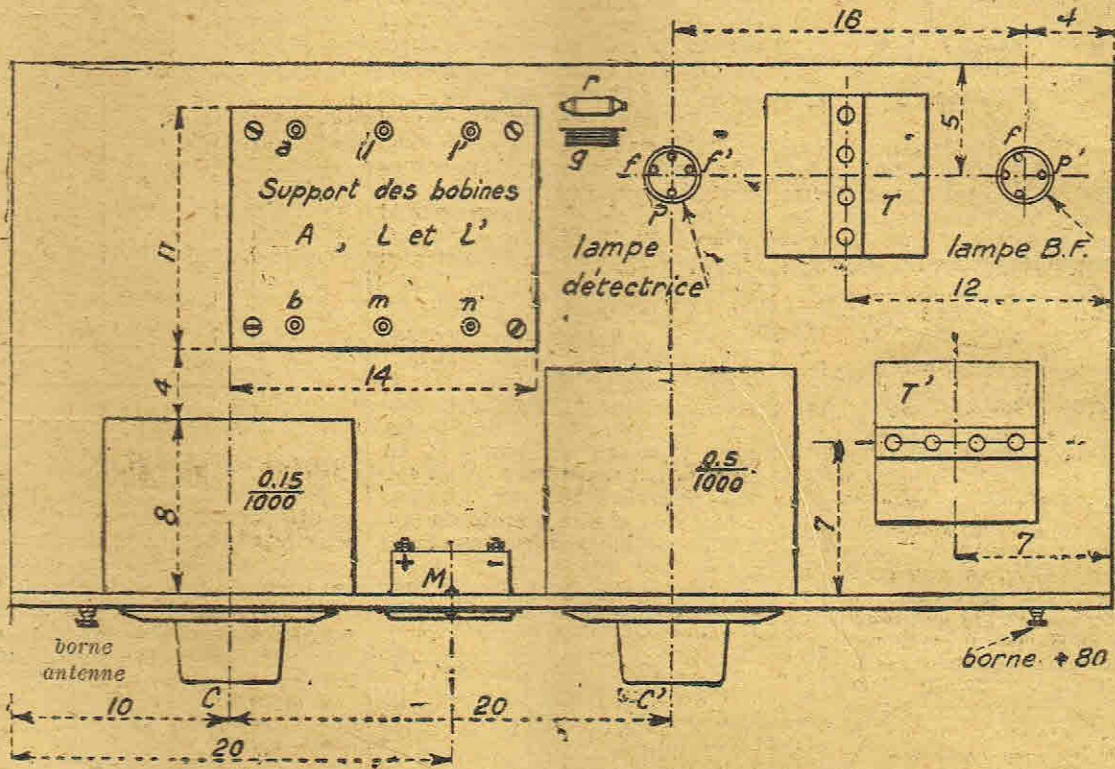 16
4
r
g
5
a
l'
Support des bobines
A , L et L'
11
f
f'
p
T
f
p'
lampe
détectrice
lampe B.F.
b
m
n
12
4
14
T'
0.15
1000
0.5
1000
8
7
7
+
-
M
borne
antenne
borne + 80
10
C
20
C'
20